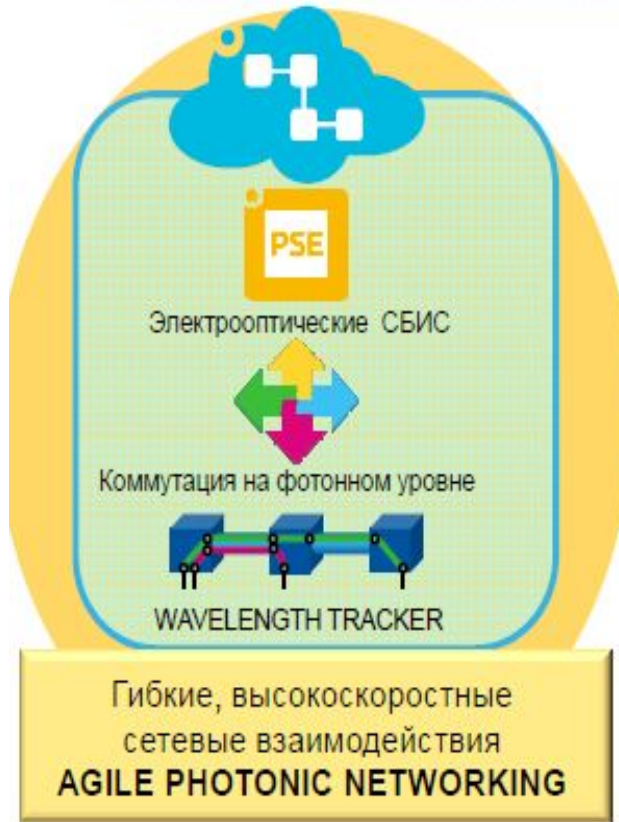 PSE
Электрооптические СБИС
Коммутация на фотонном уровне
WAVELENGTH TRACKER
Гибкие, высокоскоростные
сетевые взаимодействия
AGILE PHOTONIC NETWORKING